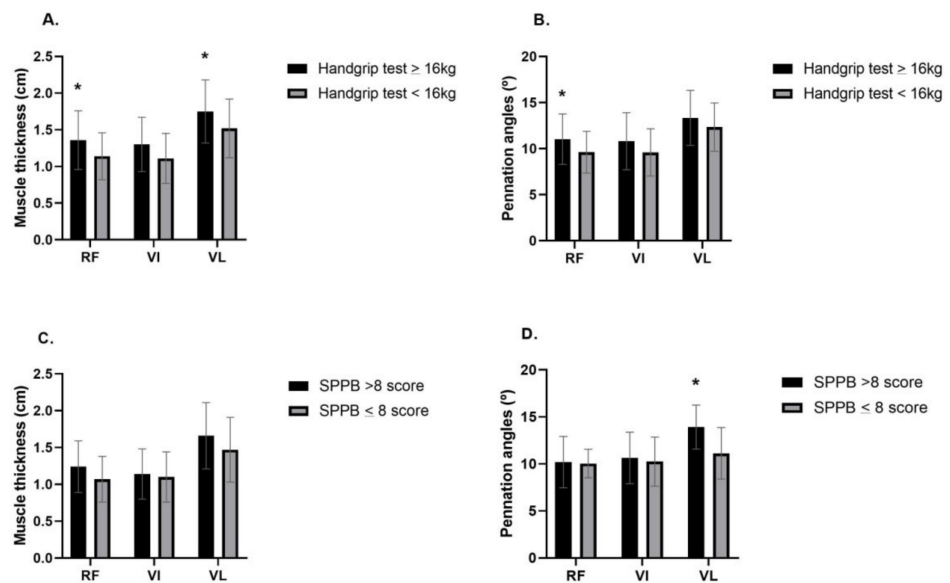 A.
Muscle thickness (cm)
2.5
2.0
1.5
1.0
0.5
0.0
*
*
RF
VI
VL
Handgrip test ≥ 16kg
Handgrip test < 16kg
B.
Pennation angles (º)
20
15
10
5
0
*
RF
VI
VL
Handgrip test ≥ 16kg
Handgrip test < 16kg
C.
Muscle thickness (cm)
2.5
2.0
1.5
1.0
0.5
0.0
RF
VI
VL
SPPB >8 score
SPPB ≤ 8 score
D.
Pennation angles (º)
20
15
10
5
0
*
RF
VI
VL
SPPB >8 score
SPPB ≤ 8 score